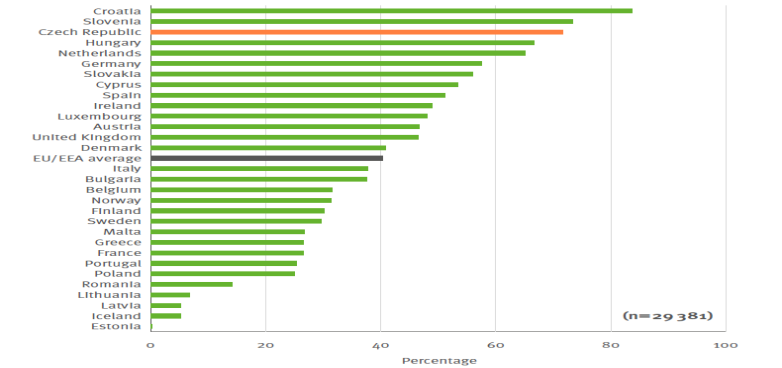 Croatia
Slovenia
Czech Republic
Hungary
Netherlands
Germany
Slovakia
Cyprus
Spain
Ireland
Luxembourg
Austria
United Kingdom
Denmark
EU/EEA average
Italy
Bulgaria
Belgium
Norway
Finland
Sweden
Malta
Greece
France
Portugal
Poland
Romania
Lithuania
Latvia
Iceland
Estonia
(n=29 381)
0 20 40 60 80 100
Percentage